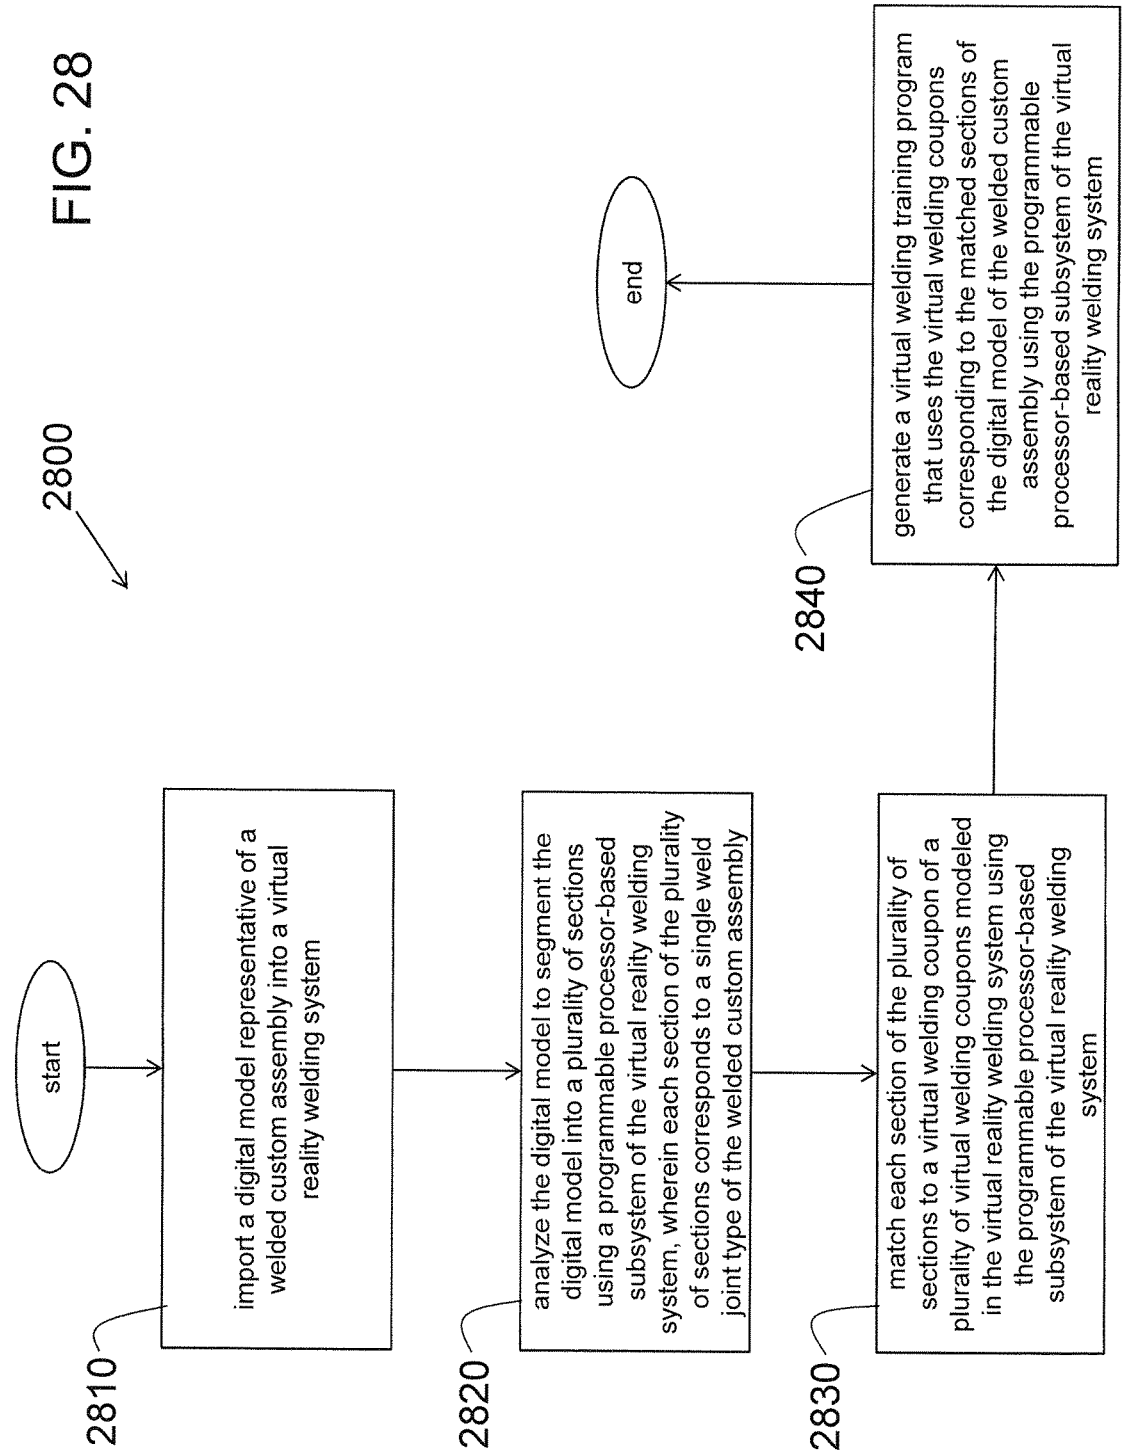 FIG. 28
2800
start
2810
import a digital model representative of a
welded custom assembly into a virtual
reality welding system
2820
analyze the digital model to segment the
digital model into a plurality of sections
using a programmable processor-based
subsystem of the virtual reality welding
system, wherein each section of the plurality
of sections corresponds to a single weld
joint type of the welded custom assembly
2830
match each section of the plurality of
sections to a virtual welding coupon of a
plurality of virtual welding coupons modeled
in the virtual reality welding system using
the programmable processor-based
subsystem of the virtual reality welding
system
2840
generate a virtual welding training program
that uses the virtual welding coupons
corresponding to the matched sections of
the digital model of the welded custom
assembly using the programmable
processor-based subsystem of the virtual
reality welding system
end